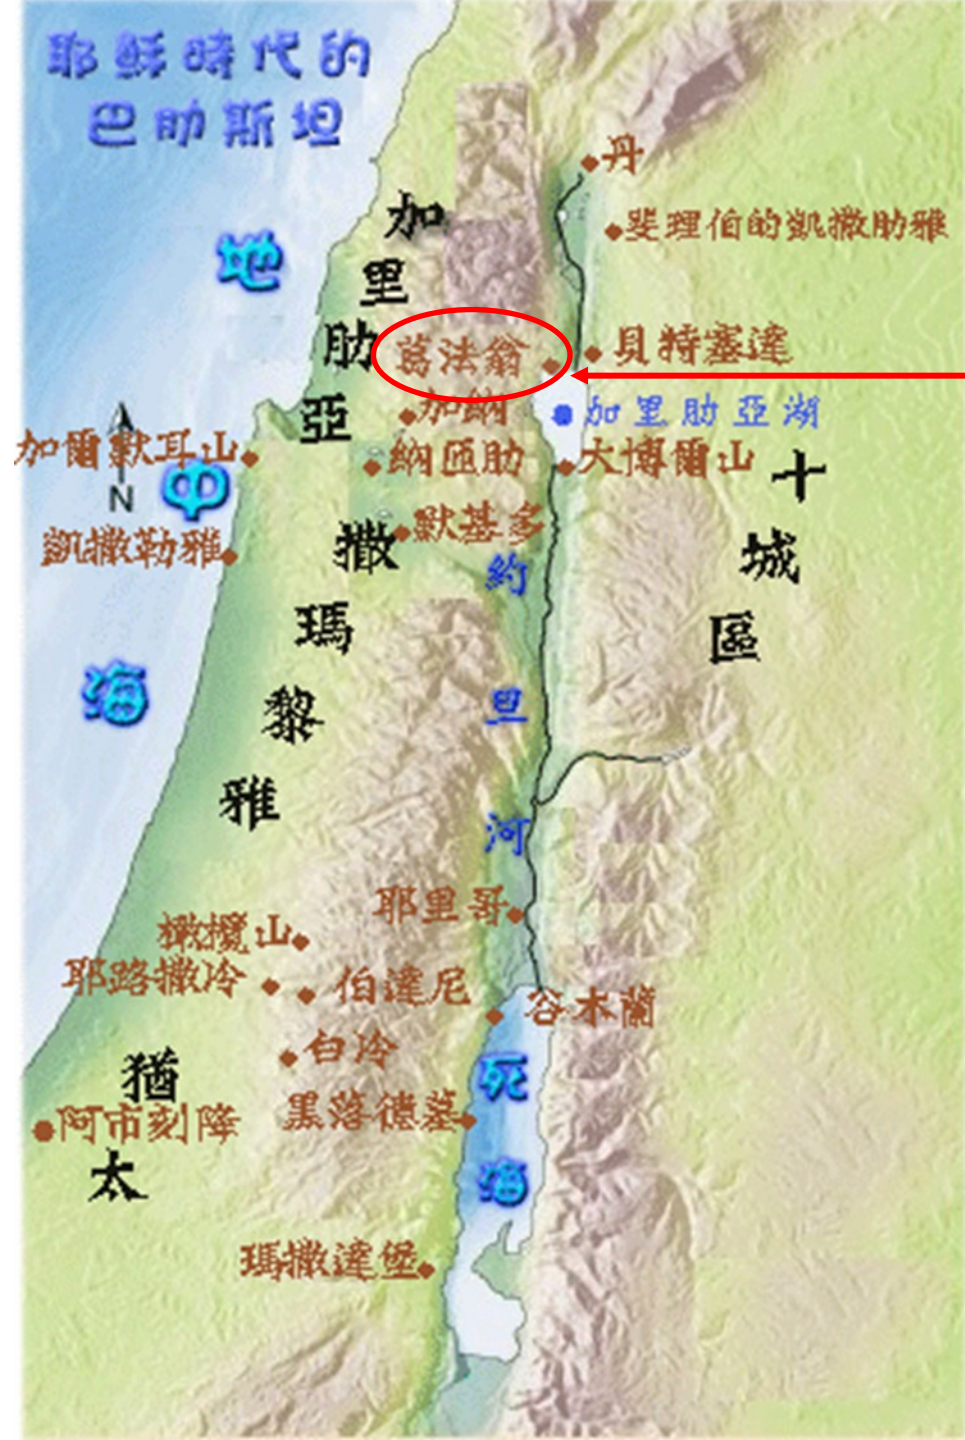 耶穌時代的
巴肋斯坦
丹
斐理伯的凱撒肋雅
地中海
加里肋亞
葛法翁
貝特塞達
加納
加里肋亞湖
加爾默耳山
納匝肋
大博爾山
N
默基多
凱撒勒雅
十城區
撒瑪黎雅
約旦河
耶里哥
橄欖山
耶路撒冷
伯達尼
谷木蘭
白冷
死海
黑落德墓
猶太
阿市刻隆
瑪撒達堡